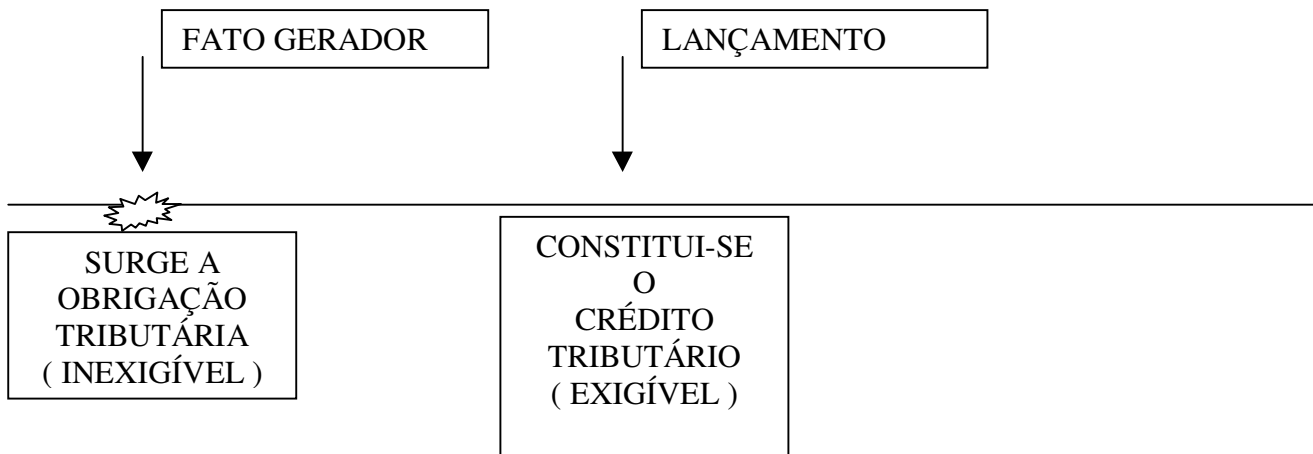 FATO GERADOR
LANÇAMENTO
SURGE A
OBRIGAÇÃO
TRIBUTÁRIA
( INEXIGÍVEL )
CONSTITUI-SE
O
CRÉDITO
TRIBUTÁRIO
( EXIGÍVEL )